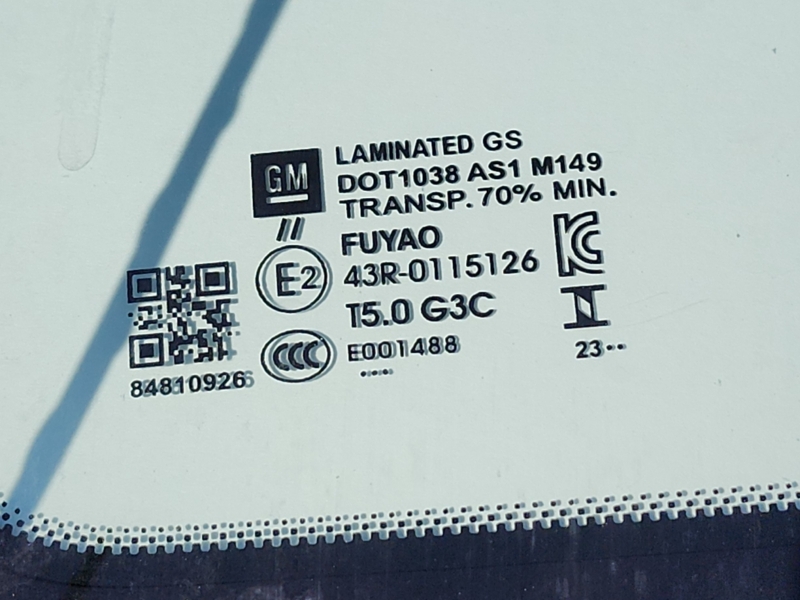 GM
LAMINATED GS
DOT1038 AS1 M149
TRANSP. 70% MIN.
FUYAO
E2
43R-0115126
T5.0 G3C
CCC
E001488
KC
I
23··
84810926